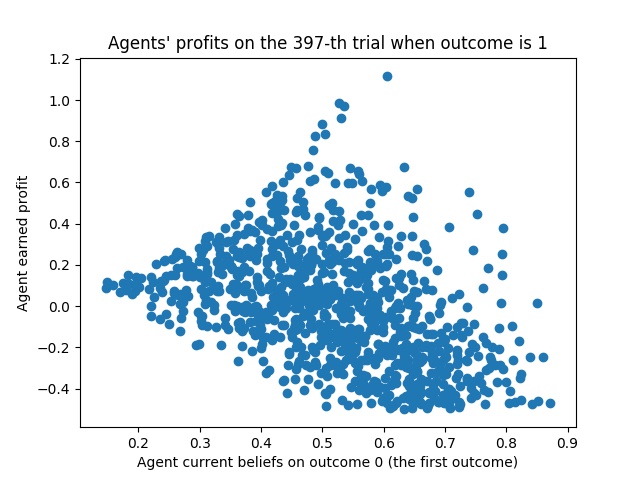 Agents' profits on the 397-th trial when outcome is 1
1.2
1.0
0.8
0.6
0.4
0.2
0.0
−0.2
−0.4
Agent earned profit
0.2 0.3 0.4 0.5 0.6 0.7 0.8 0.9
Agent current beliefs on outcome 0 (the first outcome)